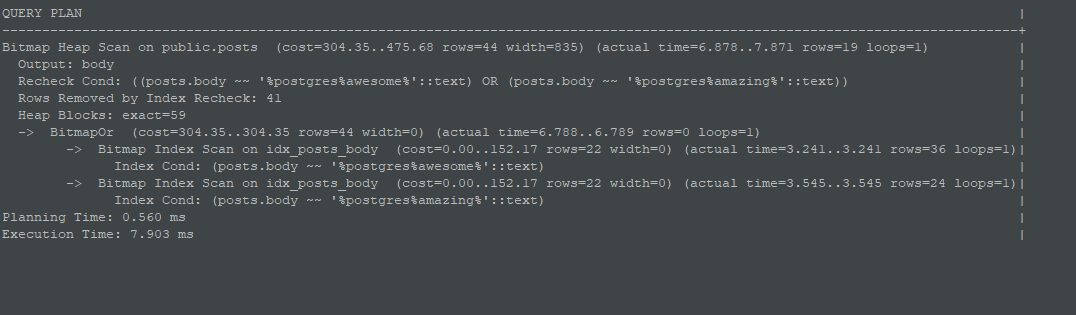 QUERY PLAN |
-------------------------------------------------------------------------------------------------------------------------------+
Bitmap Heap Scan on public.posts  (cost=304.35..475.68 rows=44 width=835) (actual time=6.878..7.871 rows=19 loops=1) |
  Output: body |
  Recheck Cond: ((posts.body ~~ '%postgres%awesome%'::text) OR (posts.body ~~ '%postgres%amazing%'::text)) |
  Rows Removed by Index Recheck: 41 |
  Heap Blocks: exact=59 |
  ->  BitmapOr  (cost=304.35..304.35 rows=44 width=0) (actual time=6.788..6.789 rows=0 loops=1) |
        ->  Bitmap Index Scan on idx_posts_body  (cost=0.00..152.17 rows=22 width=0) (actual time=3.241..3.241 rows=36 loops=1)|
              Index Cond: (posts.body ~~ '%postgres%awesome%'::text) |
        ->  Bitmap Index Scan on idx_posts_body  (cost=0.00..152.17 rows=22 width=0) (actual time=3.545..3.545 rows=24 loops=1)|
              Index Cond: (posts.body ~~ '%postgres%amazing%'::text) |
Planning Time: 0.560 ms |
Execution Time: 7.903 ms |